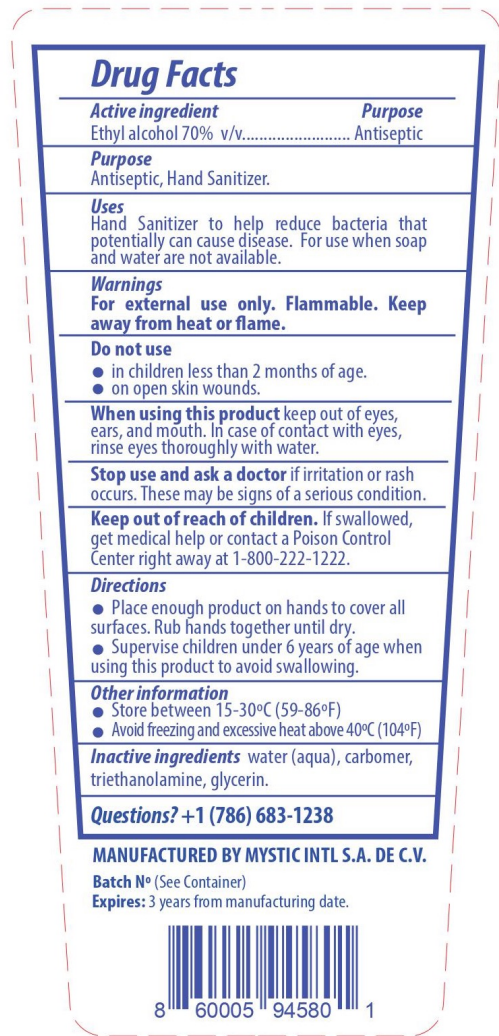 Drug Facts
Active ingredient Purpose
Ethyl alcohol 70% v/v......................... Antiseptic
Purpose
Antiseptic, Hand Sanitizer.
Uses
Hand Sanitizer to help reduce bacteria that
potentially can cause disease. For use when soap
and water are not available.
Warnings
For external use only. Flammable. Keep
away from heat or flame.
Do not use
● in children less than 2 months of age.
● on open skin wounds.
When using this product keep out of eyes,
ears, and mouth. In case of contact with eyes,
rinse eyes thoroughly with water.
Stop use and ask a doctor if irritation or rash
occurs. These may be signs of a serious condition.
Keep out of reach of children. If swallowed,
get medical help or contact a Poison Control
Center right away at 1-800-222-1222.
Directions
● Place enough product on hands to cover all
surfaces. Rub hands together until dry.
● Supervise children under 6 years of age when
using this product to avoid swallowing.
Other information
● Store between 15-30ºC (59-86ºF)
● Avoid freezing and excessive heat above 40ºC (104ºF)
Inactive ingredients water (aqua), carbomer,
triethanolamine, glycerin.
Questions? +1 (786) 683-1238
MANUFACTURED BY MYSTIC INTL S.A. DE C.V.
Batch Nº (See Container)
Expires: 3 years from manufacturing date.
8 60005 94580 1